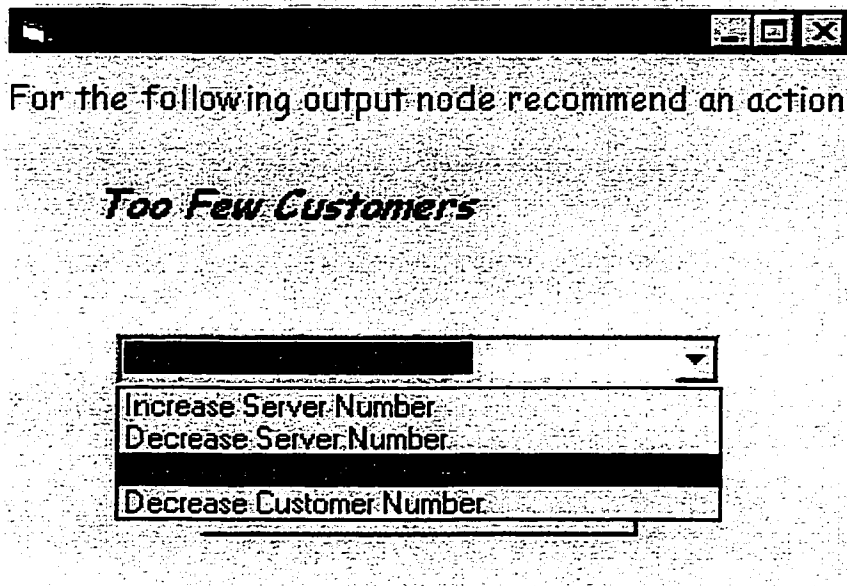 For the following output node recommend an action
Too Few Customers
Increase Server Number
Decrease Server Number
Decrease Customer Number